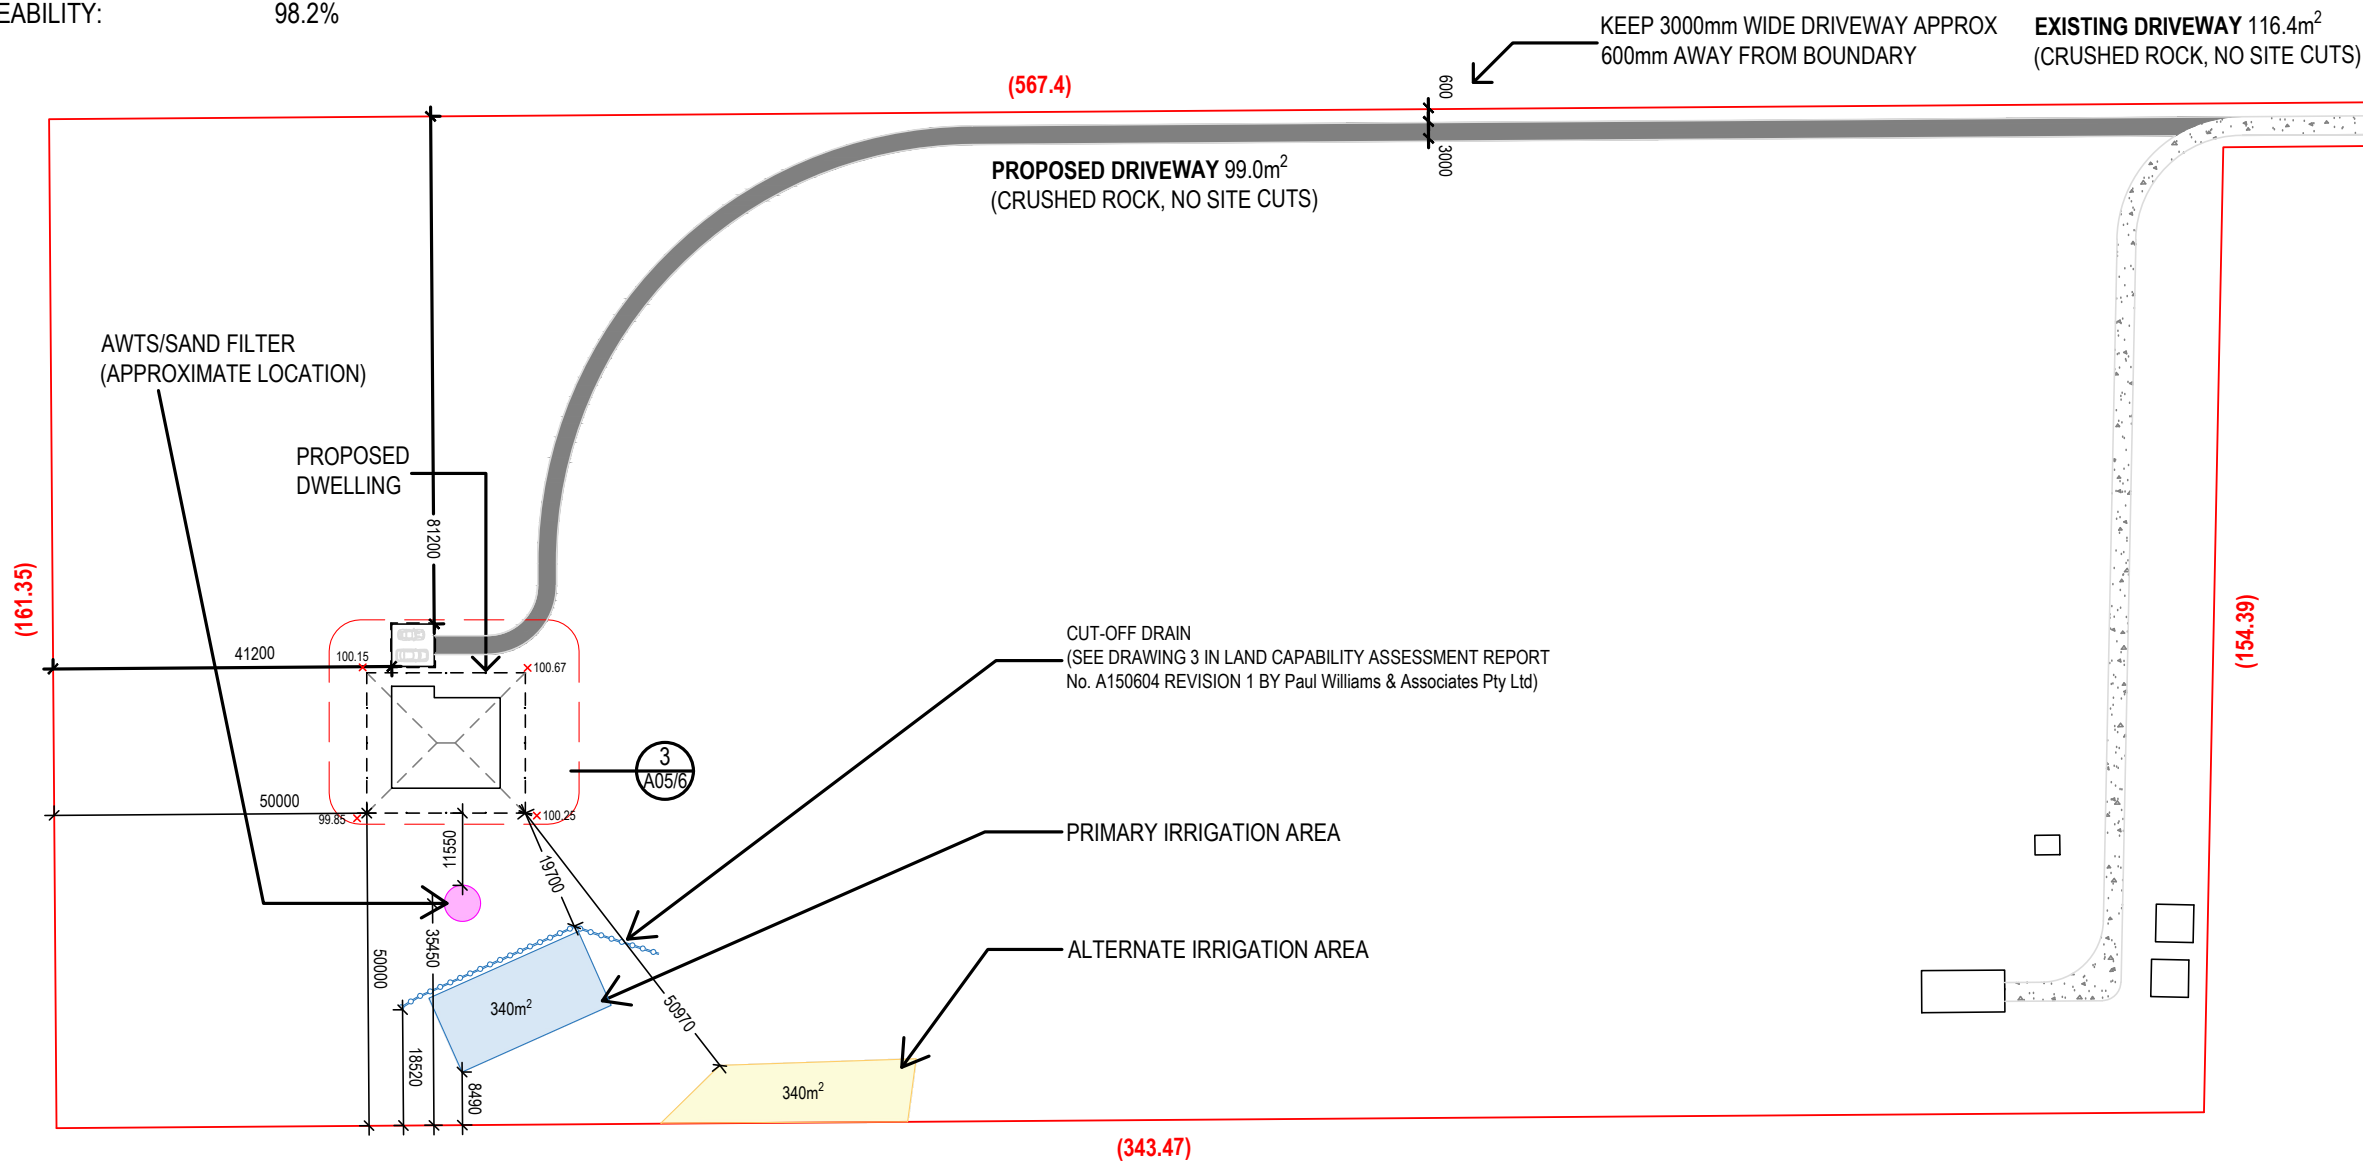 EABILITY: 98.2%
KEEP 3000mm WIDE DRIVEWAY APPROX
600mm AWAY FROM BOUNDARY
EXISTING DRIVEWAY 116.4m²
(CRUSHED ROCK, NO SITE CUTS)
(567.4)
600
3000
PROPOSED DRIVEWAY 99.0m²
(CRUSHED ROCK, NO SITE CUTS)
AWTS/SAND FILTER
(APPROXIMATE LOCATION)
PROPOSED
DWELLING
81200
(161.35)
(154.39)
41200
100.15
100.67
CUT-OFF DRAIN
(SEE DRAWING 3 IN LAND CAPABILITY ASSESSMENT REPORT
No. A150604 REVISION 1 BY Paul Williams & Associates Pty Ltd)
3
A05/6
50000
99.85
100.25
11550
19700
PRIMARY IRRIGATION AREA
35450
50000
ALTERNATE IRRIGATION AREA
340m²
50970
18520
8490
340m²
(343.47)